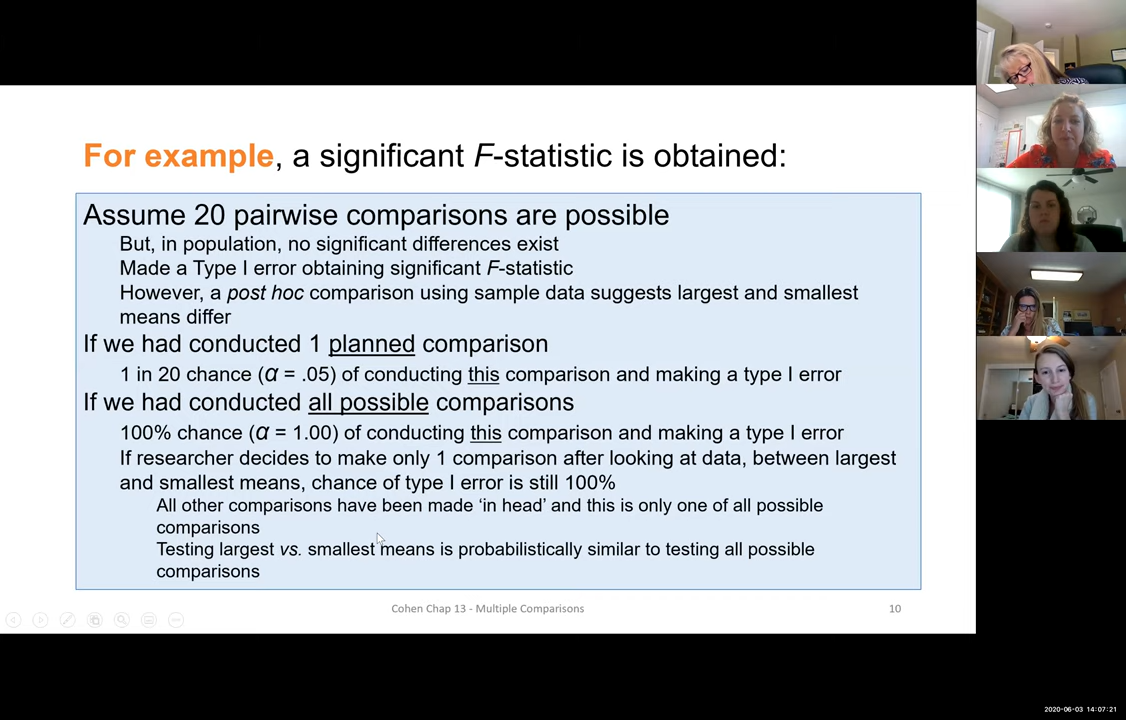 For example, a significant F-statistic is obtained:
Assume 20 pairwise comparisons are possible
But, in population, no significant differences exist
Made a Type I error obtaining significant F-statistic
However, a post hoc comparison using sample data suggests largest and smallest
means differ
If we had conducted 1 planned comparison
1 in 20 chance (α = .05) of conducting this comparison and making a type I error
If we had conducted all possible comparisons
100% chance (α = 1.00) of conducting this comparison and making a type I error
If researcher decides to make only 1 comparison after looking at data, between largest
and smallest means, chance of type I error is still 100%
All other comparisons have been made ‘in head’ and this is only one of all possible
comparisons
Testing largest vs. smallest means is probabilistically similar to testing all possible
comparisons
Cohen Chap 13 - Multiple Comparisons
10
2020-06-03 14:07:21